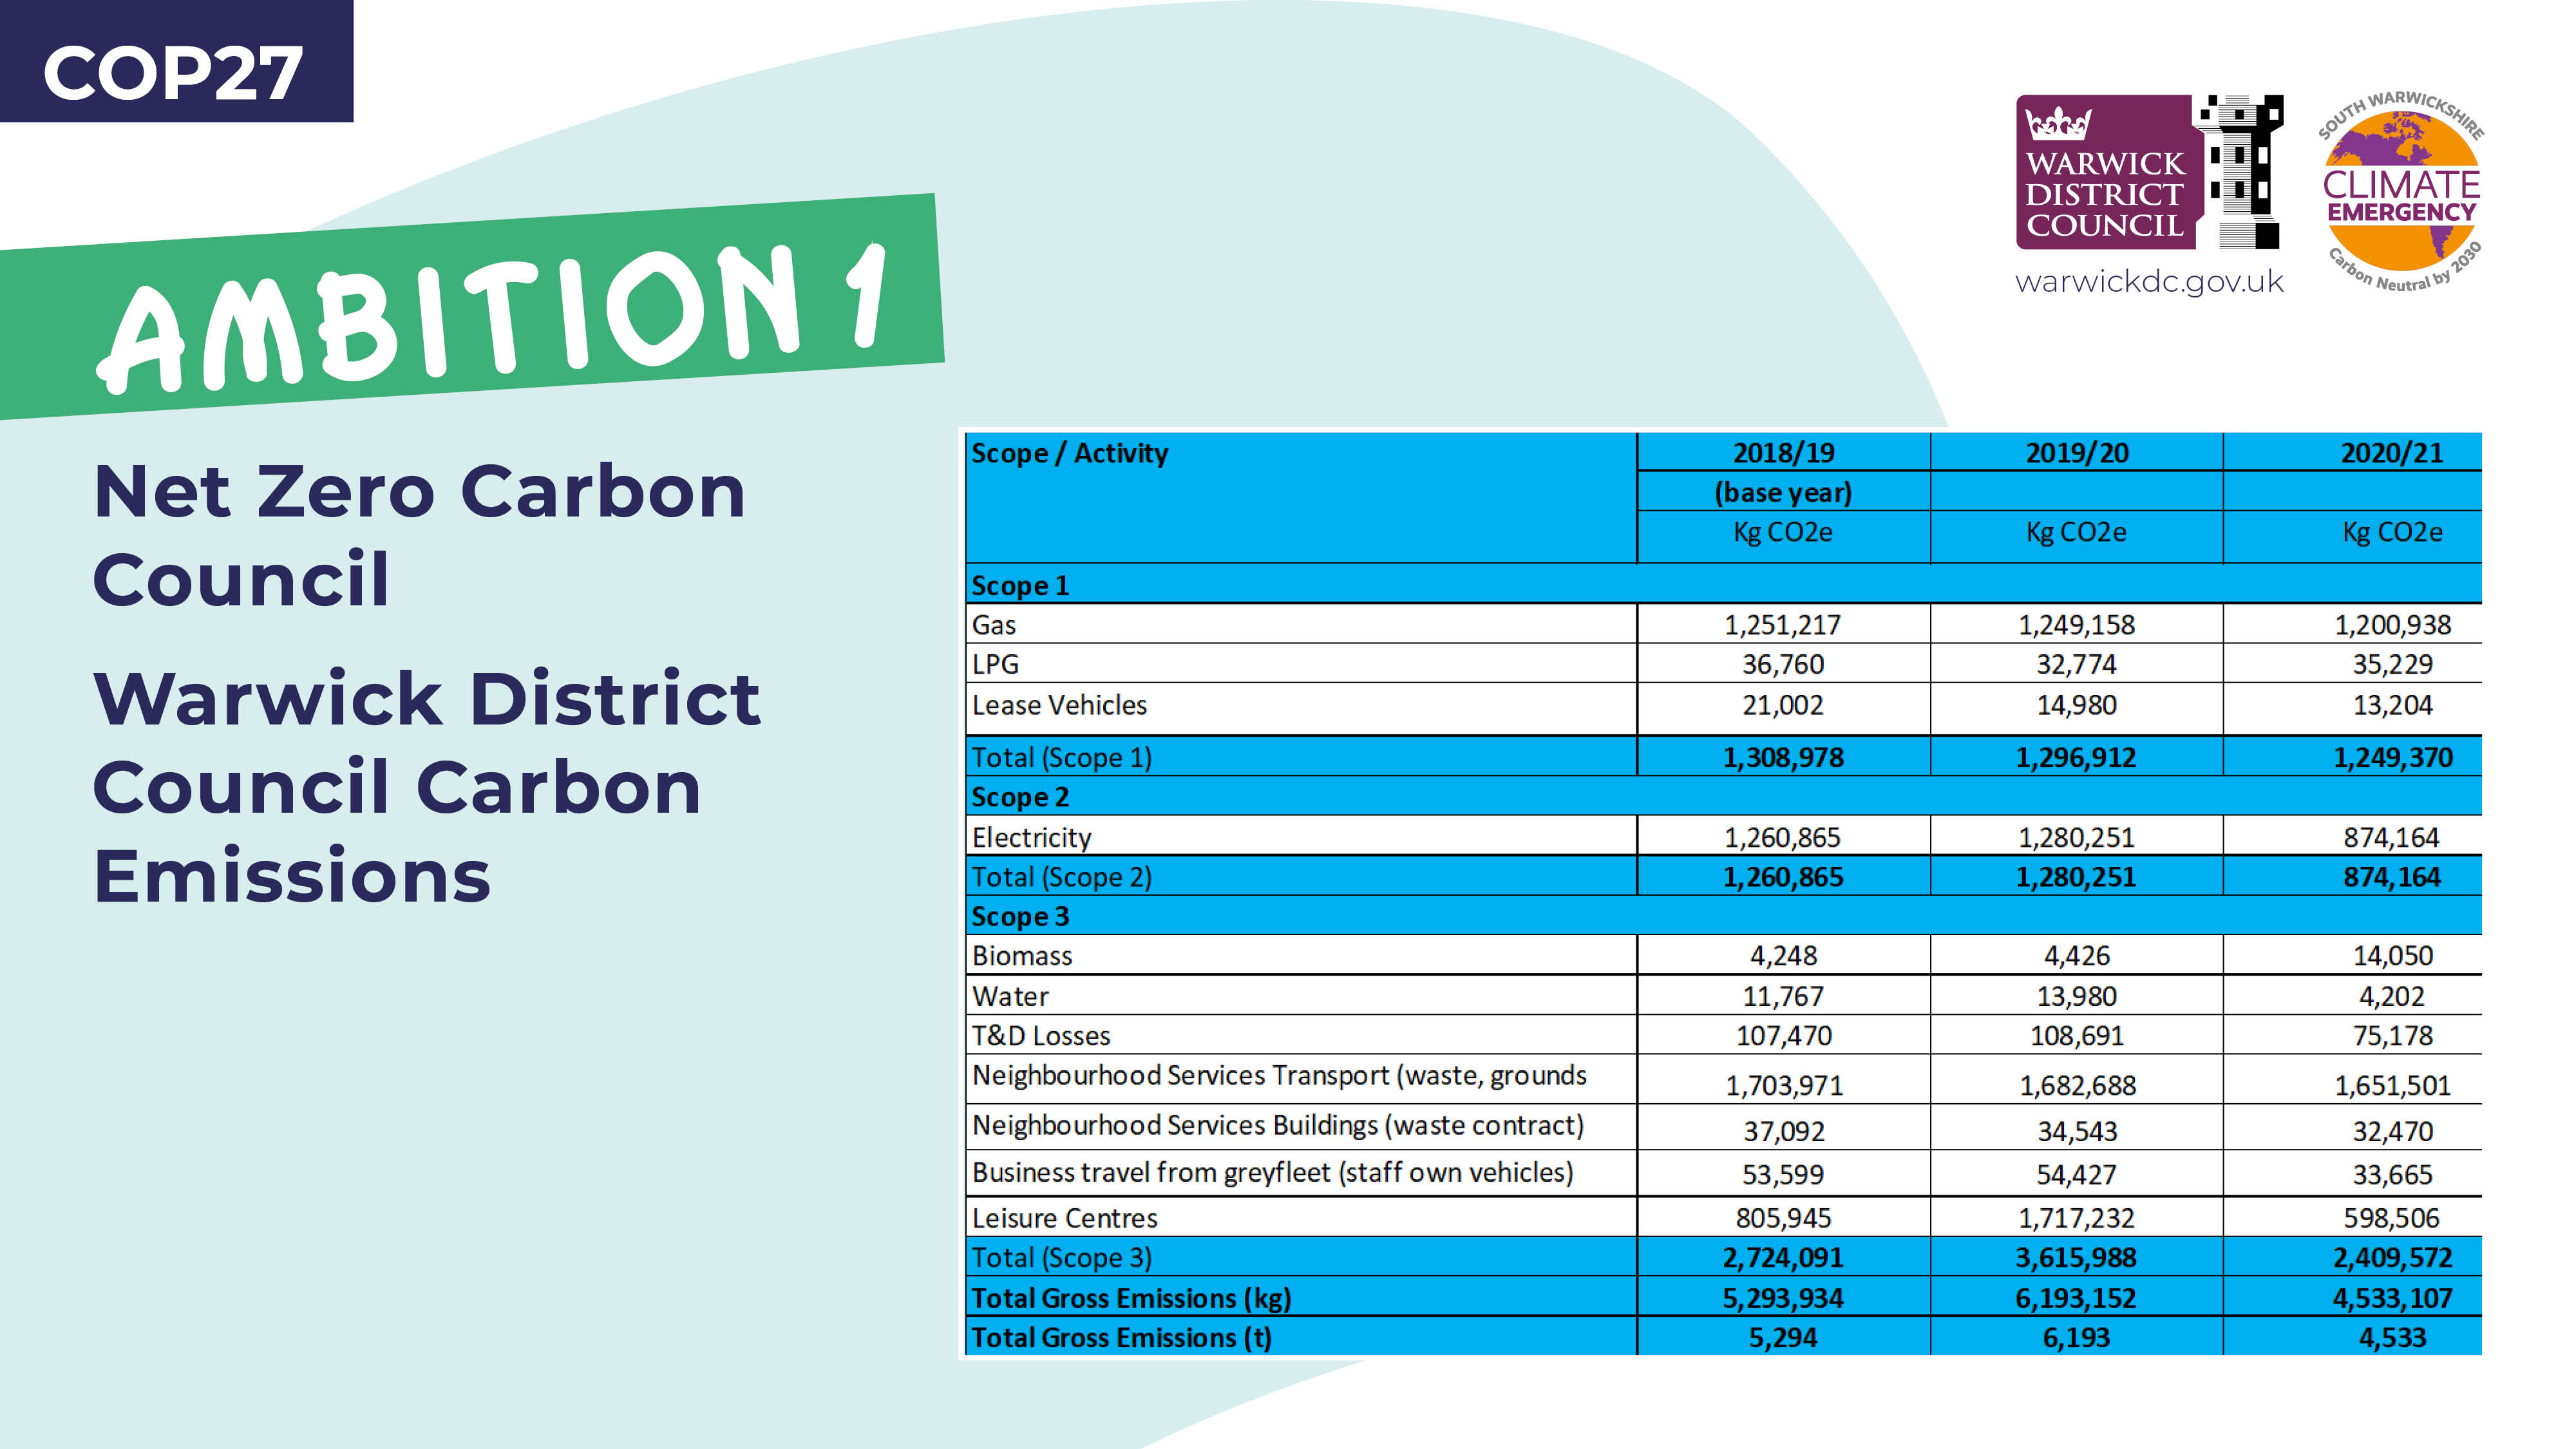 COP27
WARWICK
DISTRICT
COUNCIL
warwickdc.gov.uk
SOUTH WARWICKSHIRE
CLIMATE
EMERGENCY
Carbon Neutral by 2030
AMBITION 1
Net Zero Carbon
Council
Warwick District
Council Carbon
Emissions
Scope / Activity 2018/19 2019/20 2020/21
(base year)
Kg CO2e Kg CO2e Kg CO2e
Scope 1
Gas 1,251,217 1,249,158 1,200,938
LPG 36,760 32,774 35,229
Lease Vehicles 21,002 14,980 13,204
Total (Scope 1) 1,308,978 1,296,912 1,249,370
Scope 2
Electricity 1,260,865 1,280,251 874,164
Total (Scope 2) 1,260,865 1,280,251 874,164
Scope 3
Biomass 4,248 4,426 14,050
Water 11,767 13,980 4,202
T&D Losses 107,470 108,691 75,178
Neighbourhood Services Transport (waste, grounds 1,703,971 1,682,688 1,651,501
Neighbourhood Services Buildings (waste contract) 37,092 34,543 32,470
Business travel from greyfleet (staff own vehicles) 53,599 54,427 33,665
Leisure Centres 805,945 1,717,232 598,506
Total (Scope 3) 2,724,091 3,615,988 2,409,572
Total Gross Emissions (kg) 5,293,934 6,193,152 4,533,107
Total Gross Emissions (t) 5,294 6,193 4,533